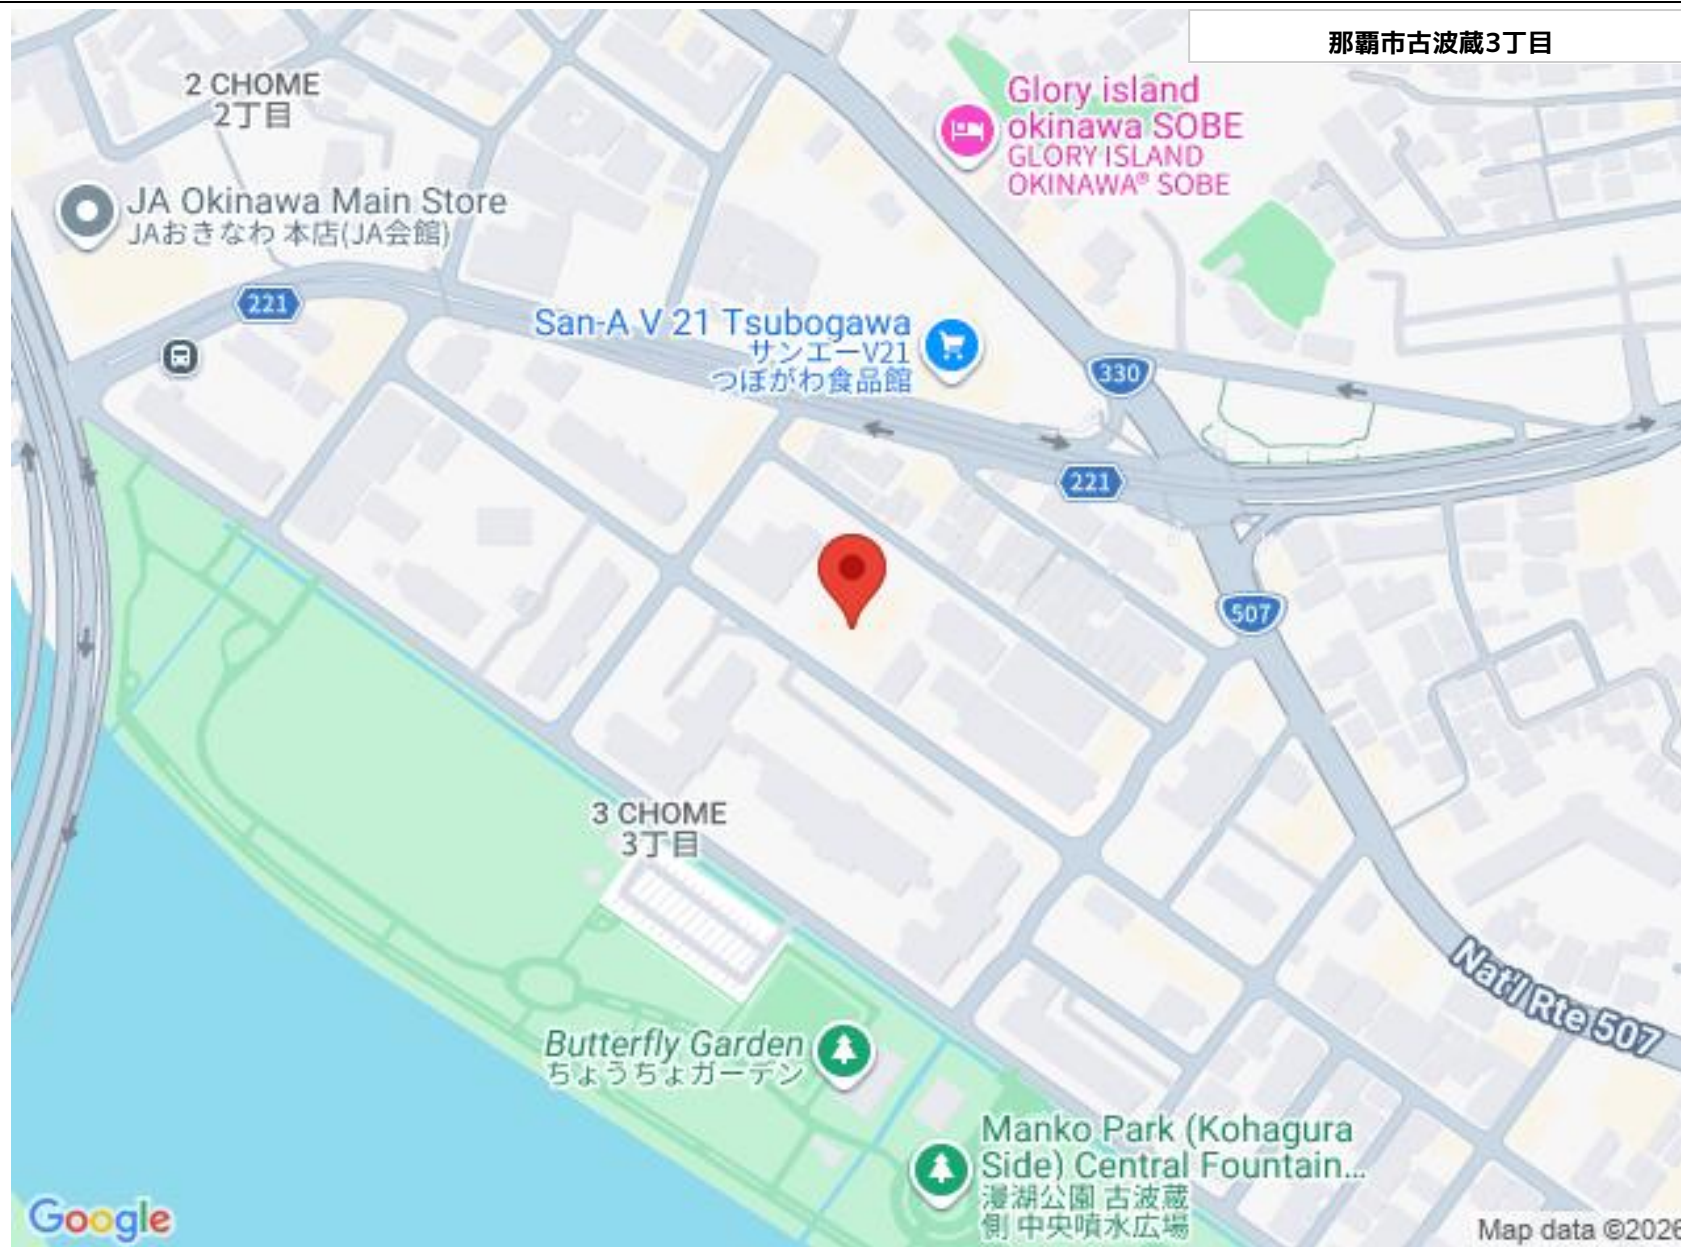 那覇市古波蔵3丁目
2 CHOME
2丁目
Glory island
okinawa SOBE
GLORY ISLAND
OKINAWA® SOBE
JA Okinawa Main Store
JAおきなわ 本店(JA会館)
221
San-A V 21 Tsubogawa
サンエーV21
つぼがわ食品館
330
221
507
3 CHOME
3丁目
Nat'l Rte 507
Butterfly Garden
ちょうちょガーデン
Manko Park (Kohagura
Side) Central Fountain...
漫湖公園 古波蔵
側 中央噴水広場
Google
Map data ©2026